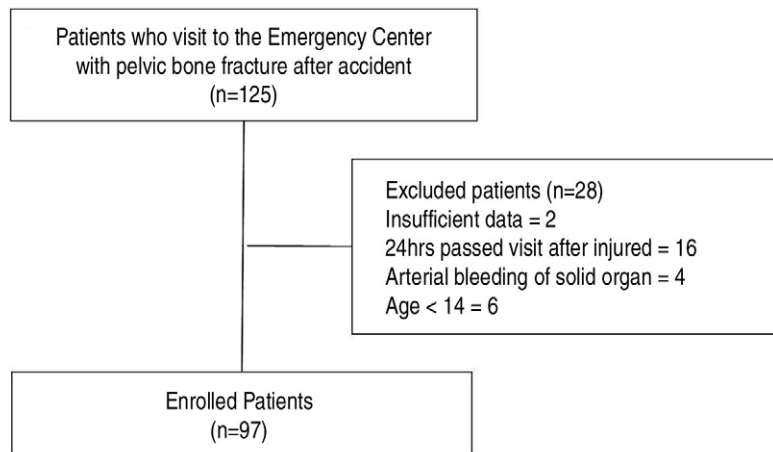 Patients who visit to the Emergency Center
with pelvic bone fracture after accident
(n=125)
Excluded patients (n=28)
Insufficient data = 2
24hrs passed visit after injured = 16
Arterial bleeding of solid organ = 4
Age < 14 = 6
Enrolled Patients
(n=97)